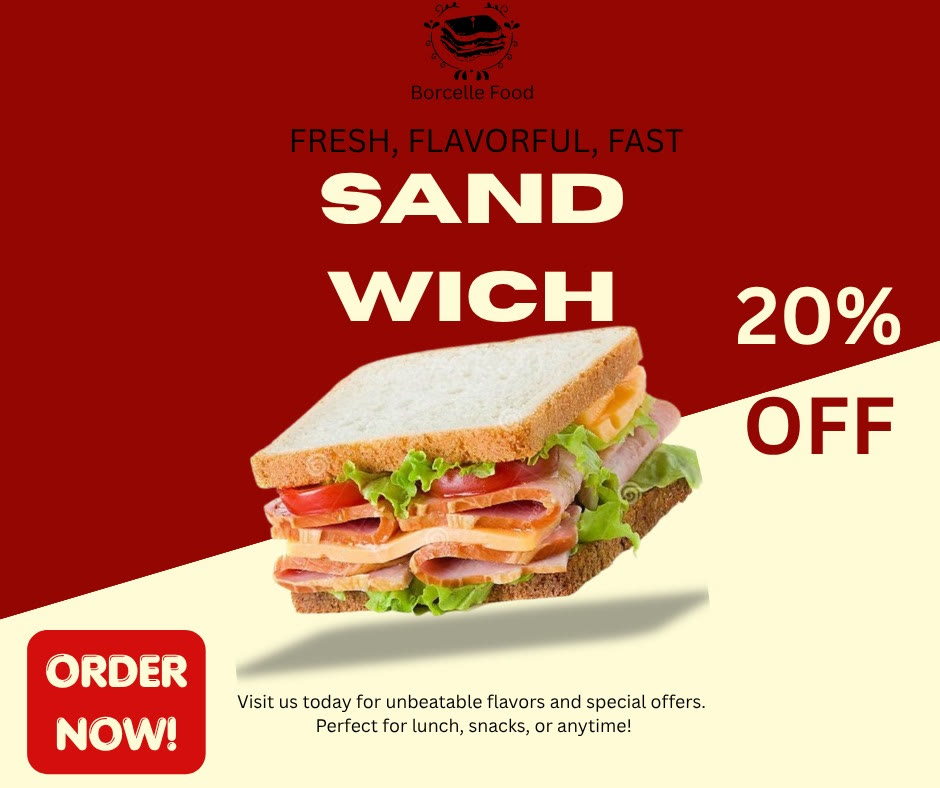 Borcelle Food
FRESH, FLAVORFUL, FAST
SAND
WICH
20%
OFF
ORDER
NOW!
Visit us today for unbeatable flavors and special offers.
Perfect for lunch, snacks, or anytime!